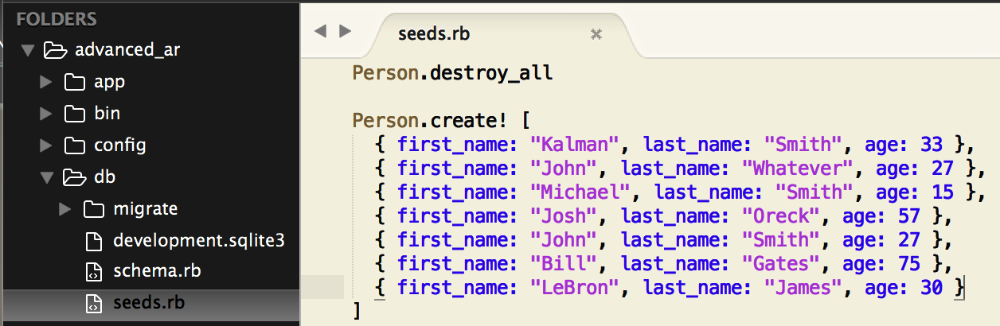 FOLDERS
advanced_ar
app
bin
config
db
migrate
development.sqlite3
schema.rb
seeds.rb
seeds.rb
Person.destroy_all
Person.create! [
{ first_name: "Kalman", last_name: "Smith", age: 33 },
{ first_name: "John", last_name: "Whatever", age: 27 },
{ first_name: "Michael", last_name: "Smith", age: 15 },
{ first_name: "Josh", last_name: "Oreck", age: 57 },
{ first_name: "John", last_name: "Smith", age: 27 },
{ first_name: "Bill", last_name: "Gates", age: 75 },
{ first_name: "LeBron", last_name: "James", age: 30 }
]